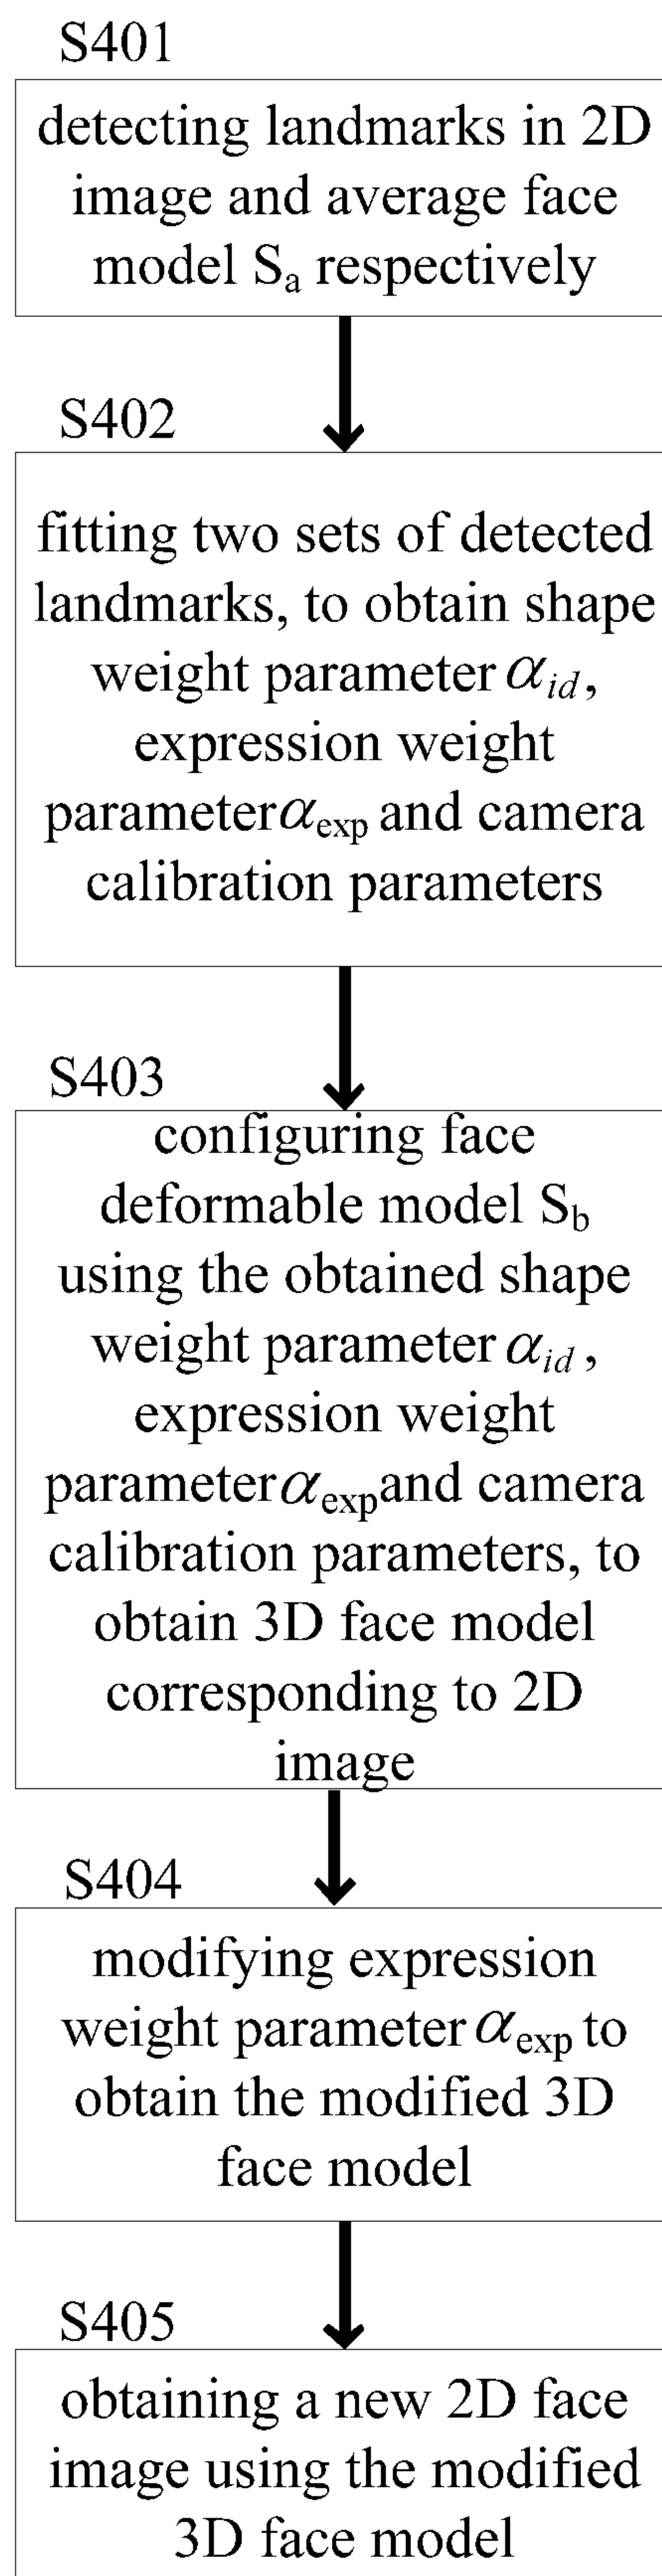 S401
detecting landmarks in 2D
image and average face
model Sa respectively
S402
fitting two sets of detected
landmarks, to obtain shape
weight parameter αid,
expression weight
parameter αexp and camera
calibration parameters
S403
configuring face
deformable model Sb
using the obtained shape
weight parameter αid ,
expression weight
parameter αexp and camera
calibration parameters, to
obtain 3D face model
corresponding to 2D
image
S404
modifying expression
weight parameter αexp to
obtain the modified 3D
face model
S405
obtaining a new 2D face
image using the modified
3D face model